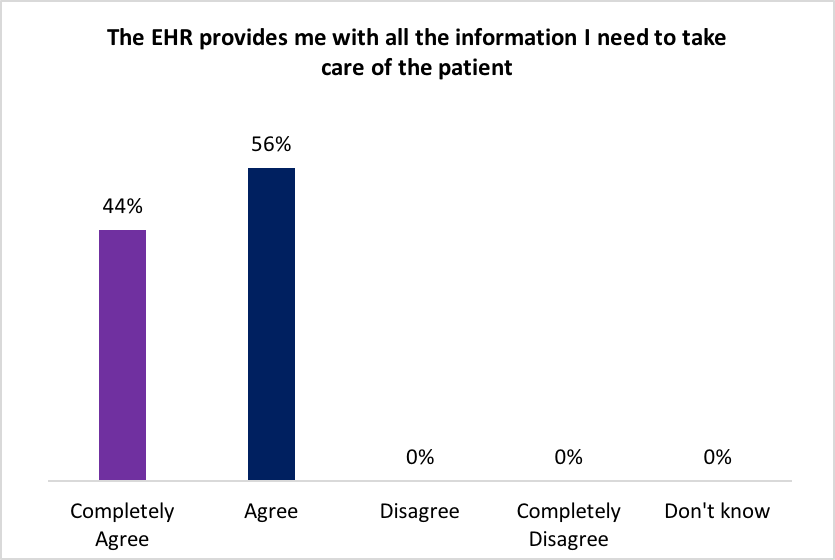 The EHR provides me with all the information I need to take
care of the patient
56%
44%
0%
0%
0%
Completely
Agree
Agree
Disagree
Completely
Disagree
Don't know